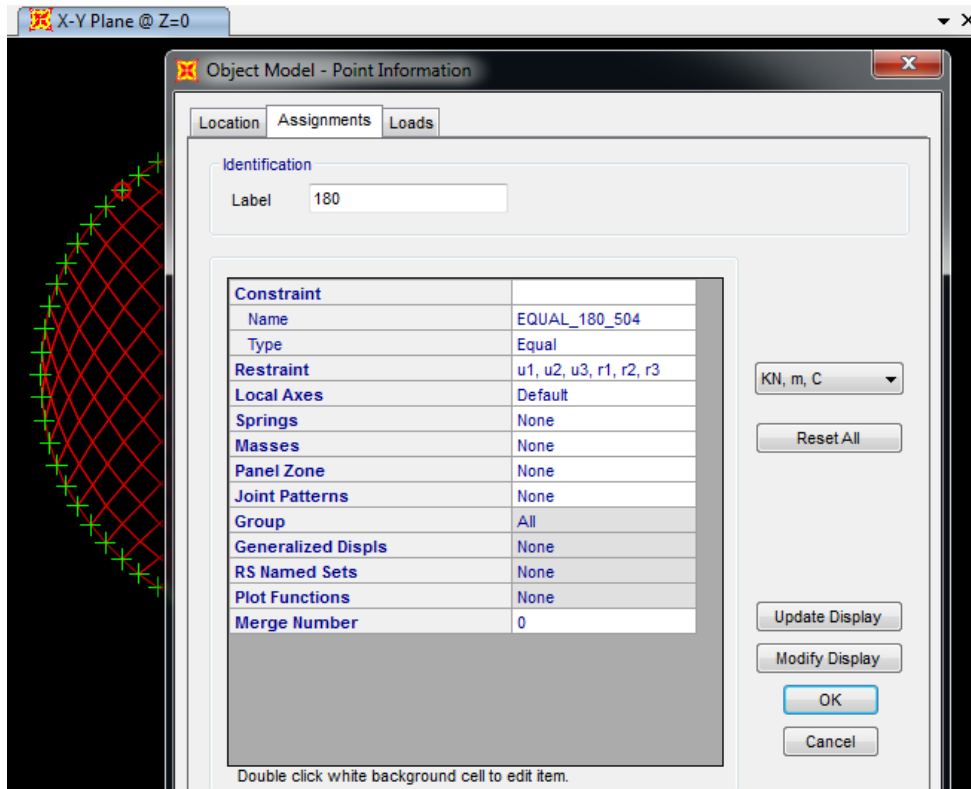 X-Y Plane @ Z=0
Object Model - Point Information
Location Assignments Loads
Identification
Label 180
Constraint
Name EQUAL_180_504
Type Equal
Restraint u1, u2, u3, r1, r2, r3
Local Axes Default
Springs None
Masses None
Panel Zone None
Joint Patterns None
Group All
Generalized Displs None
RS Named Sets None
Plot Functions None
Merge Number 0
KN, m, C
Reset All
Update Display
Modify Display
OK
Cancel
Double click white background cell to edit item.